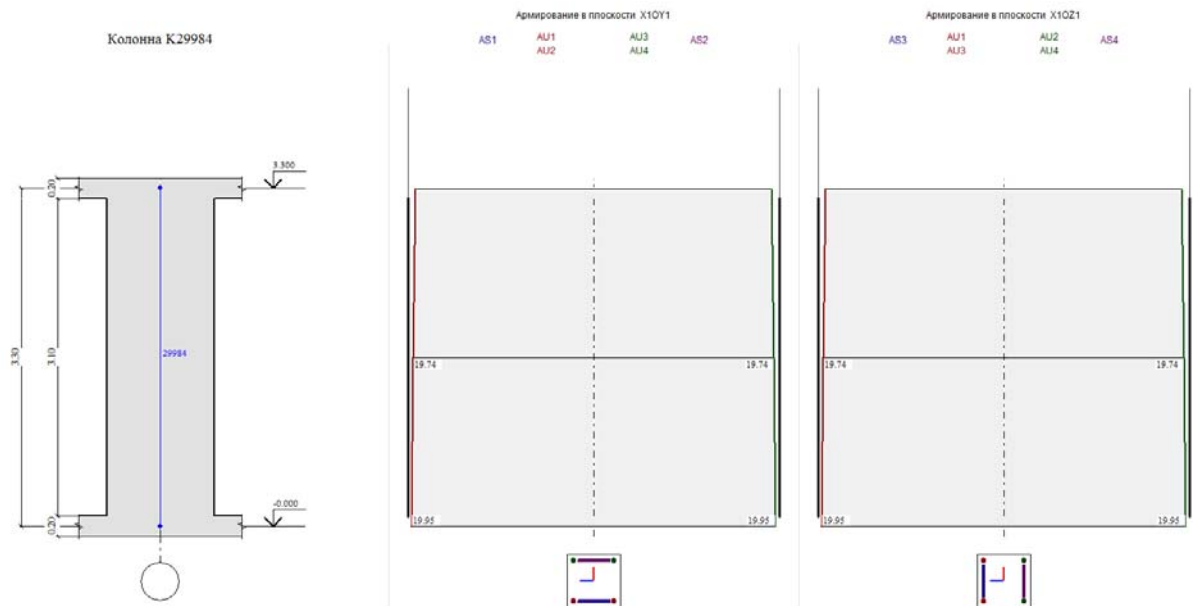 Колонна К29984
3.300
0.20
3.30
3.10
29984
-0.000
0.20
Армирование в плоскости X1OY1
AS1 AU1 AU3 AS2
AU2 AU4
19.74 19.74
19.95 19.95
Армирование в плоскости X1OZ1
AS3 AU1 AU2 AS4
AU3 AU4
19.74 19.74
19.95 19.95